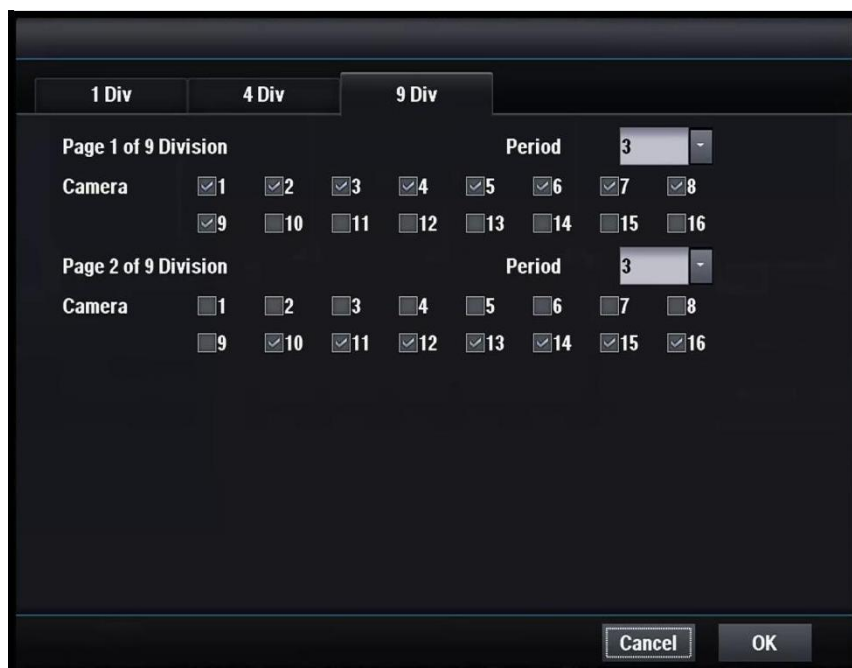 1 Div 4 Div 9 Div
Page 1 of 9 Division Period 3
Camera 1 2 3 4 5 6 7 8
9 10 11 12 13 14 15 16
Page 2 of 9 Division Period 3
Camera 1 2 3 4 5 6 7 8
9 10 11 12 13 14 15 16
Cancel OK